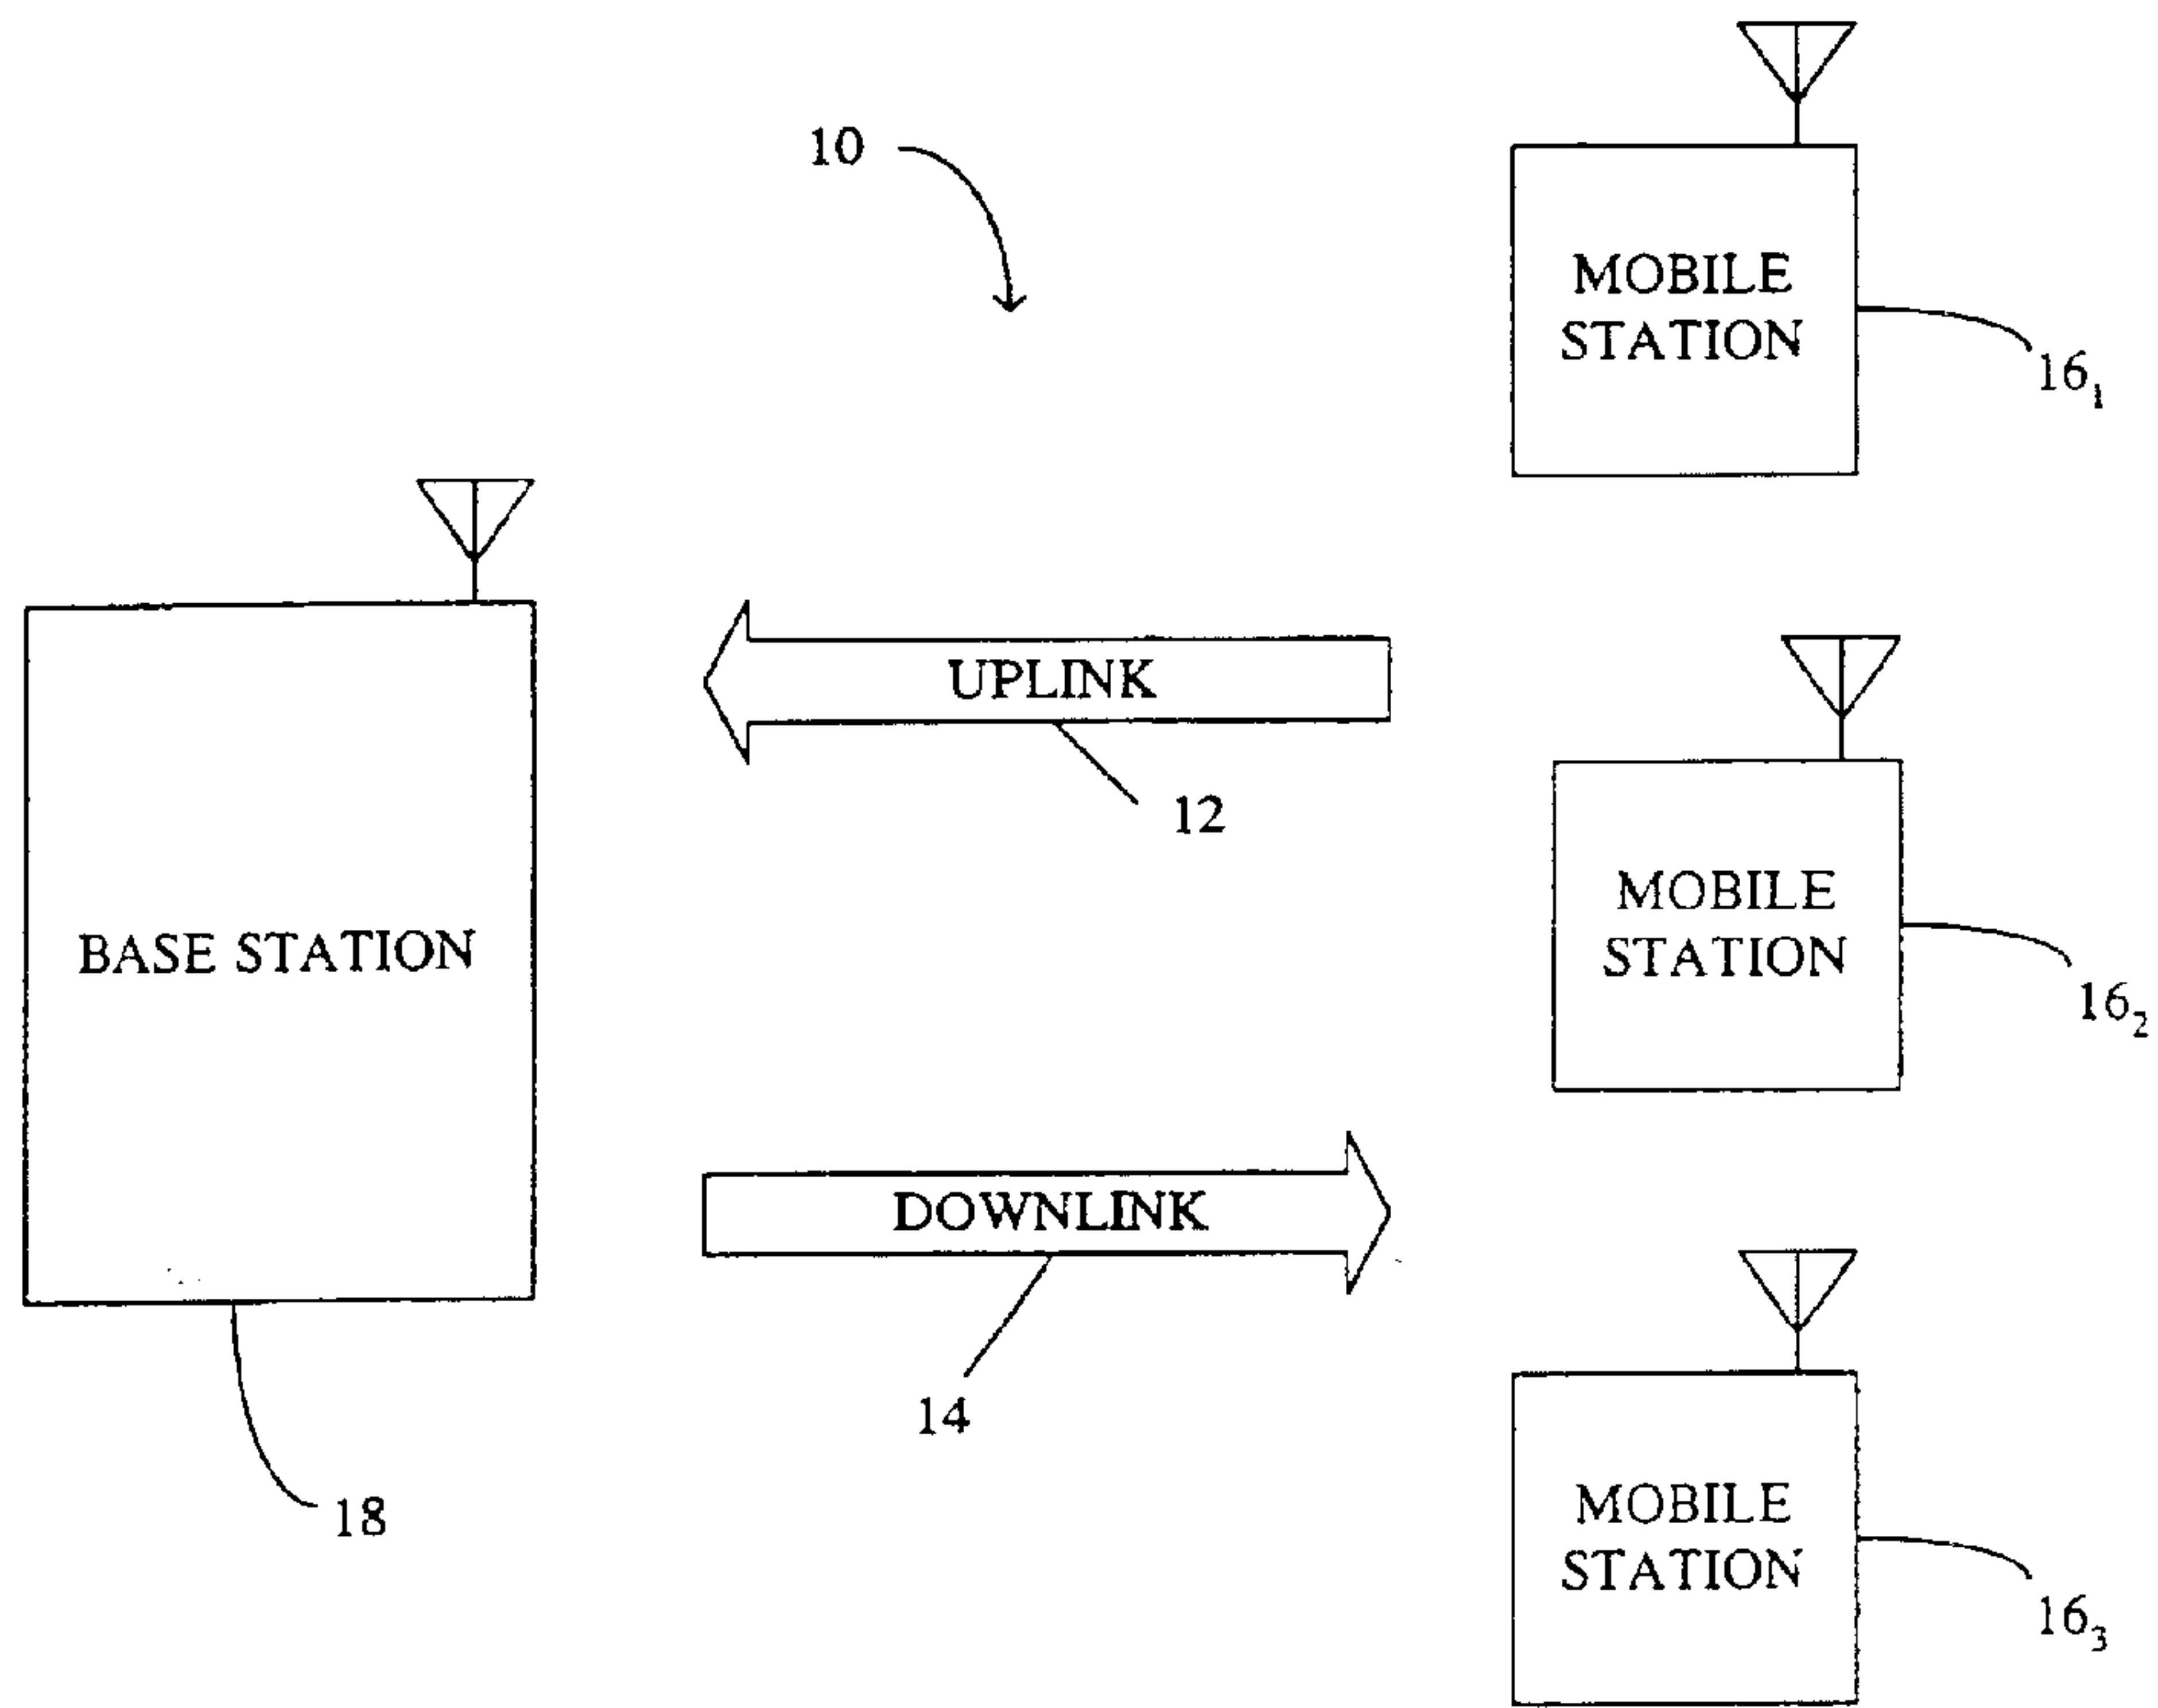 10
MOBILE
STATION
16₁
UPLINK
12
BASE STATION
MOBILE
STATION
16₂
DOWNLINK
14
18
MOBILE
STATION
16₃